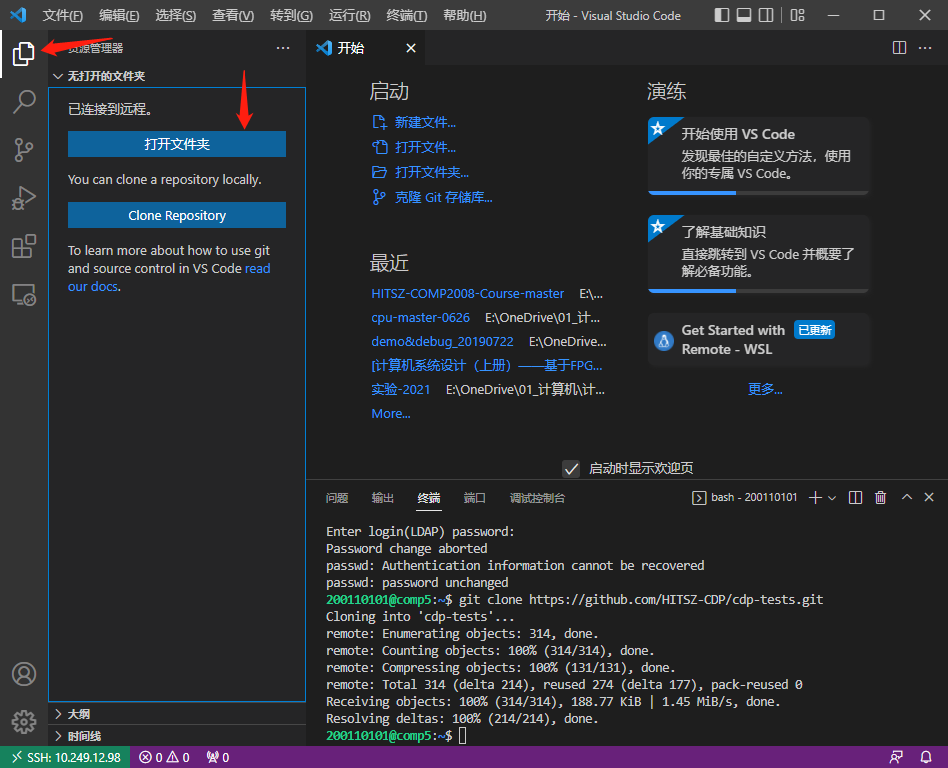 文件(F) 编辑(E) 选择(S) 查看(V) 转到(G) 运行(R) 终端(T) 帮助(H) 开始 - Visual Studio Code
资源管理器
无打开的文件夹
已连接到远程。
打开文件夹
You can clone a repository locally.
Clone Repository
To learn more about how to use git
and source control in VS Code read
our docs.
大纲
时间线
开始
启动
新建文件...
打开文件...
打开文件夹...
克隆 Git 存储库...
最近
HITSZ-COMP2008-Course-master E:\...
cpu-master-0626 E:\OneDrive\01_计...
demo&debug_20190722 E:\OneDrive...
[计算机系统设计（上册）——基于FPG...
实验-2021 E:\OneDrive\01_计算机\计...
More...
演练
开始使用 VS Code
发现最佳的自定义方法，使用
你的专属 VS Code。
了解基础知识
直接跳转到 VS Code 并概要了
解必备功能。
Get Started with 已更新
Remote - WSL
更多...
启动时显示欢迎页
问题 输出 终端 端口 调试控制台 bash - 200110101
Enter login(LDAP) password:
Password change aborted
passwd: Authentication information cannot be recovered
passwd: password unchanged
200110101@comp5:~$ git clone https://github.com/HITSZ-CDP/cdp-tests.git
Cloning into 'cdp-tests'...
remote: Enumerating objects: 314, done.
remote: Counting objects: 100% (314/314), done.
remote: Compressing objects: 100% (131/131), done.
remote: Total 314 (delta 214), reused 274 (delta 177), pack-reused 0
Receiving objects: 100% (314/314), 188.77 KiB | 1.45 MiB/s, done.
Resolving deltas: 100% (214/214), done.
200110101@comp5:~$
SSH: 10.249.12.98 0 0 0